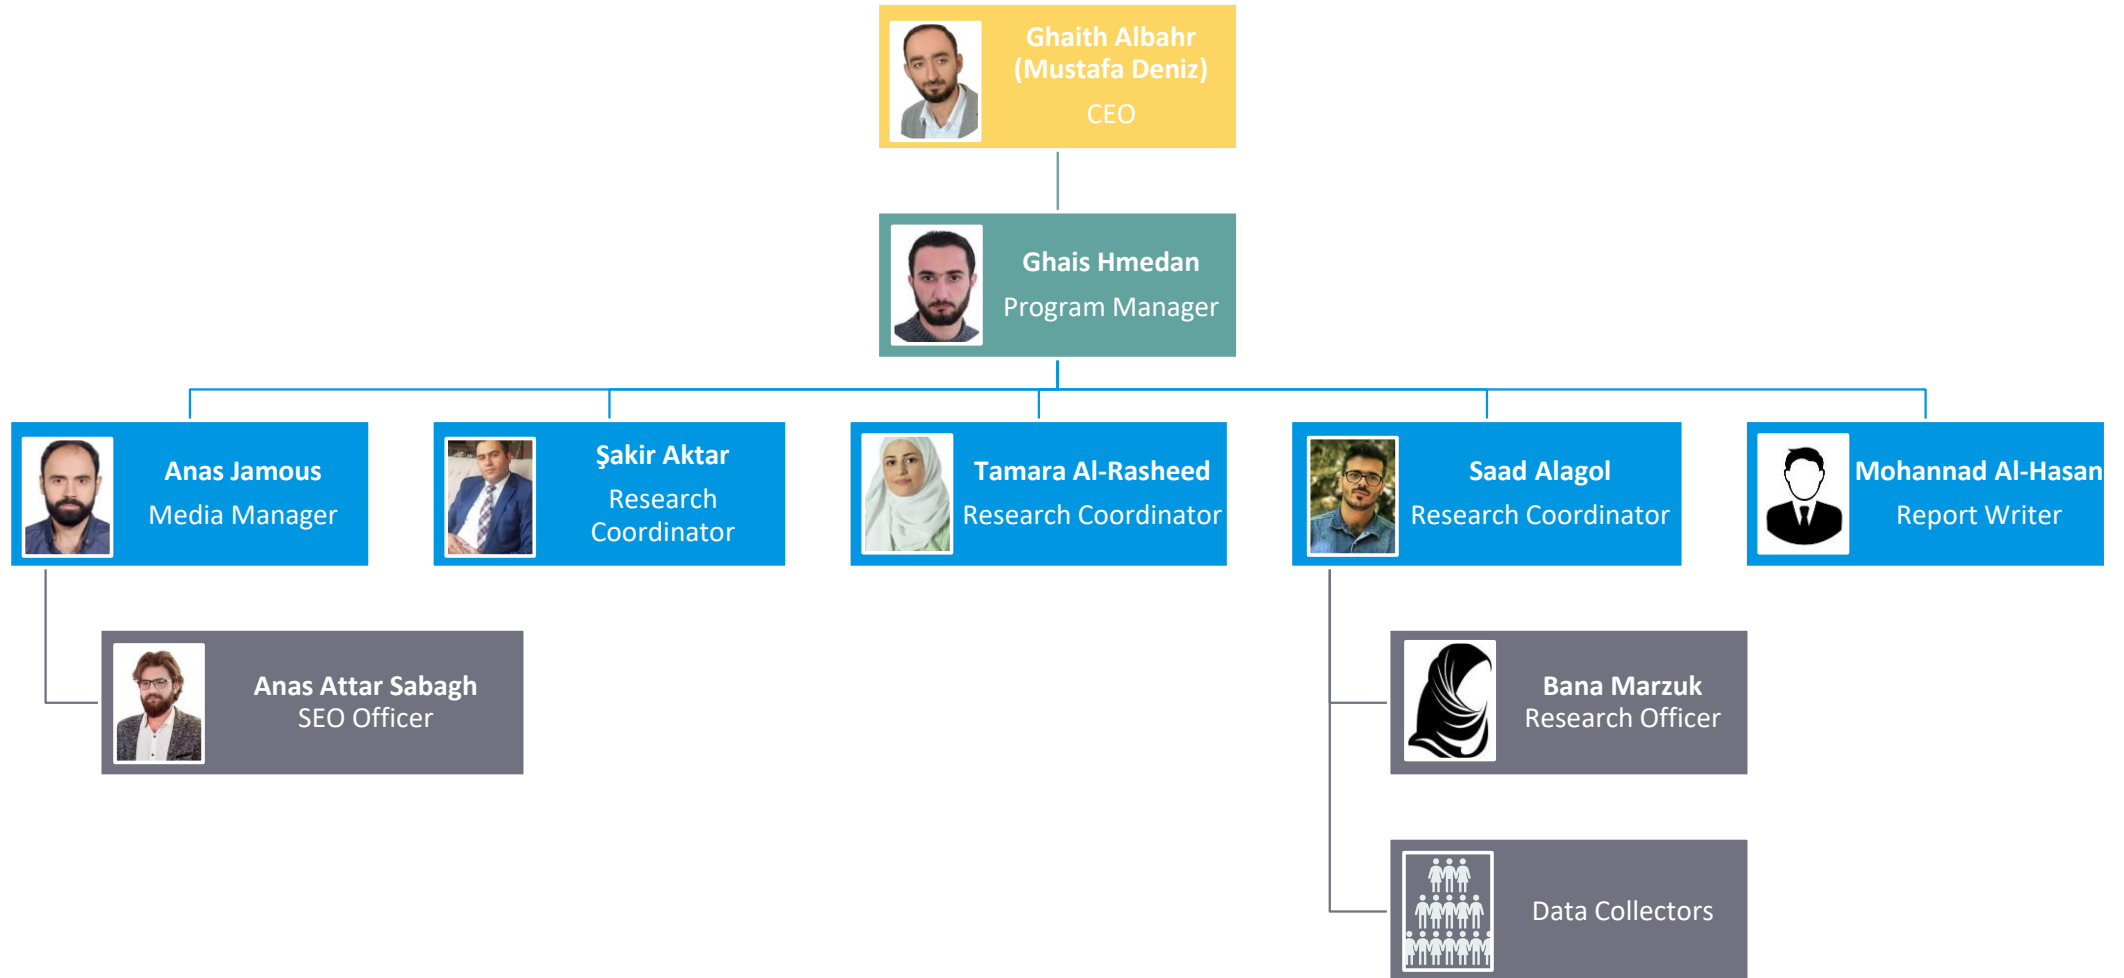 Ghaith Albahr
(Mustafa Deniz)
CEO
Ghais Hmedan
Program Manager
Anas Jamous
Media Manager
Şakir Aktar
Research
Coordinator
Tamara Al-Rasheed
Research Coordinator
Saad Alagol
Research Coordinator
Mohannad Al-Hasan
Report Writer
Anas Attar Sabagh
SEO Officer
Bana Marzuk
Research Officer
Data Collectors